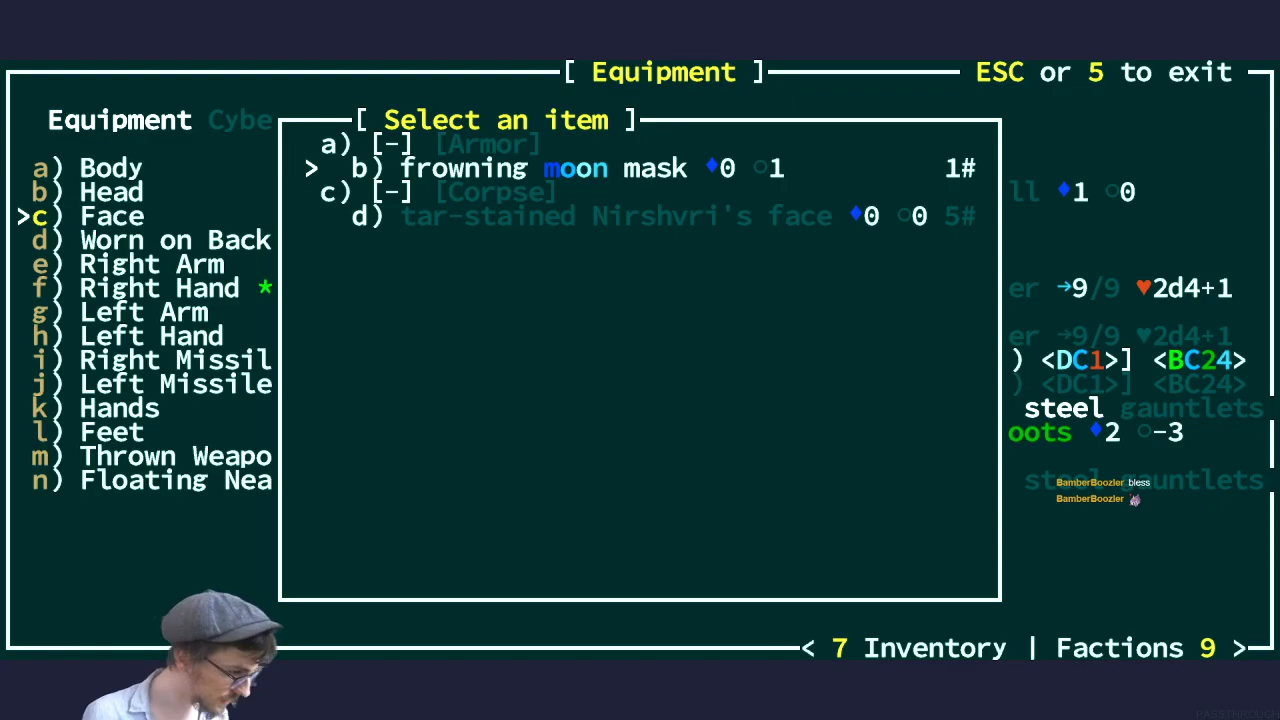 [ Equipment ] ESC or 5 to exit
Equipment Cybe
[ Select an item ]
a) [-] [Armor]
a) Body
> b) frowning moon mask ♦0 ○1 1#
b) Head
c) [-] [Corpse]
ll ♦1 ○0
>c) Face
d) tar-stained Nirshvri's face ♦0 ○0 5#
d) Worn on Back
e) Right Arm
f) Right Hand *
er →9/9 ♥2d4+1
g) Left Arm
h) Left Hand
er →9/9 ♥2d4+1
i) Right Missil
) <DC1>] <BC24>
j) Left Missile
) <DC1>] <BC24>
k) Hands
steel gauntlets
l) Feet
oots ♦2 ○-3
m) Thrown Weapo
n) Floating Nea
steel gauntlets
BamberBoozler bless
BamberBoozler
< 7 Inventory | Factions 9 >